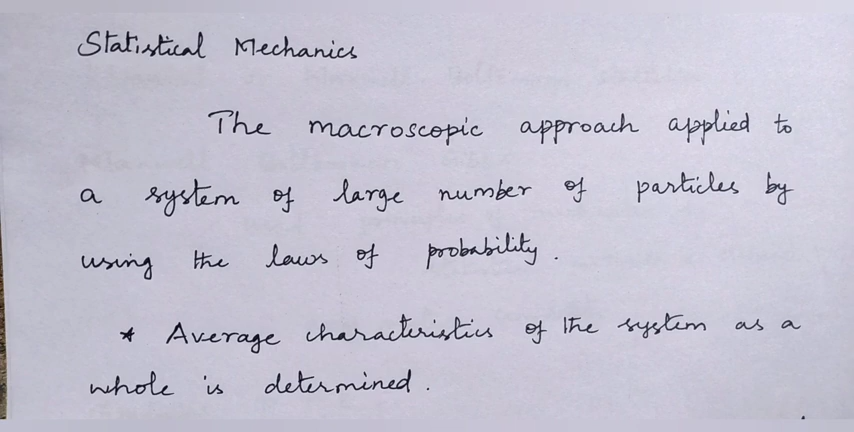 Statistical Mechanics
The macroscopic approach applied to
a system of large number of particles by
using the laws of probability.
* Average characteristics of the system as a
whole is determined.